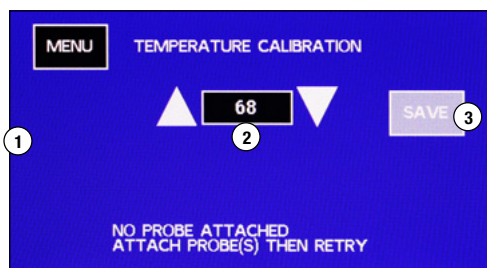 MENU
TEMPERATURE CALIBRATION
68
SAVE
1
2
3
NO PROBE ATTACHED
ATTACH PROBE(S) THEN RETRY